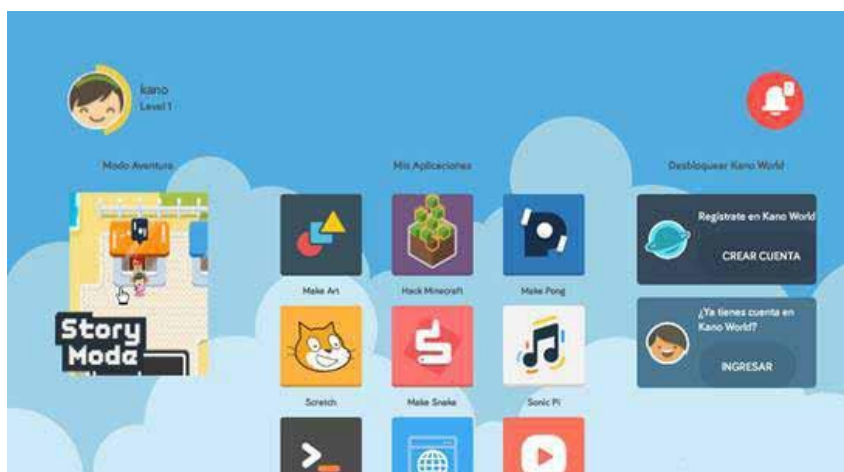 kano
Level 1
Modo Aventura
Mis Aplicaciones
Desbloquear Kano World
Story
Mode
Make Art
Hack Minecraft
Make Pong
Scratch
Make Snake
Sonic Pi
Regístrate en Kano World
CREAR CUENTA
¿Ya tienes cuenta en
Kano World?
INGRESAR